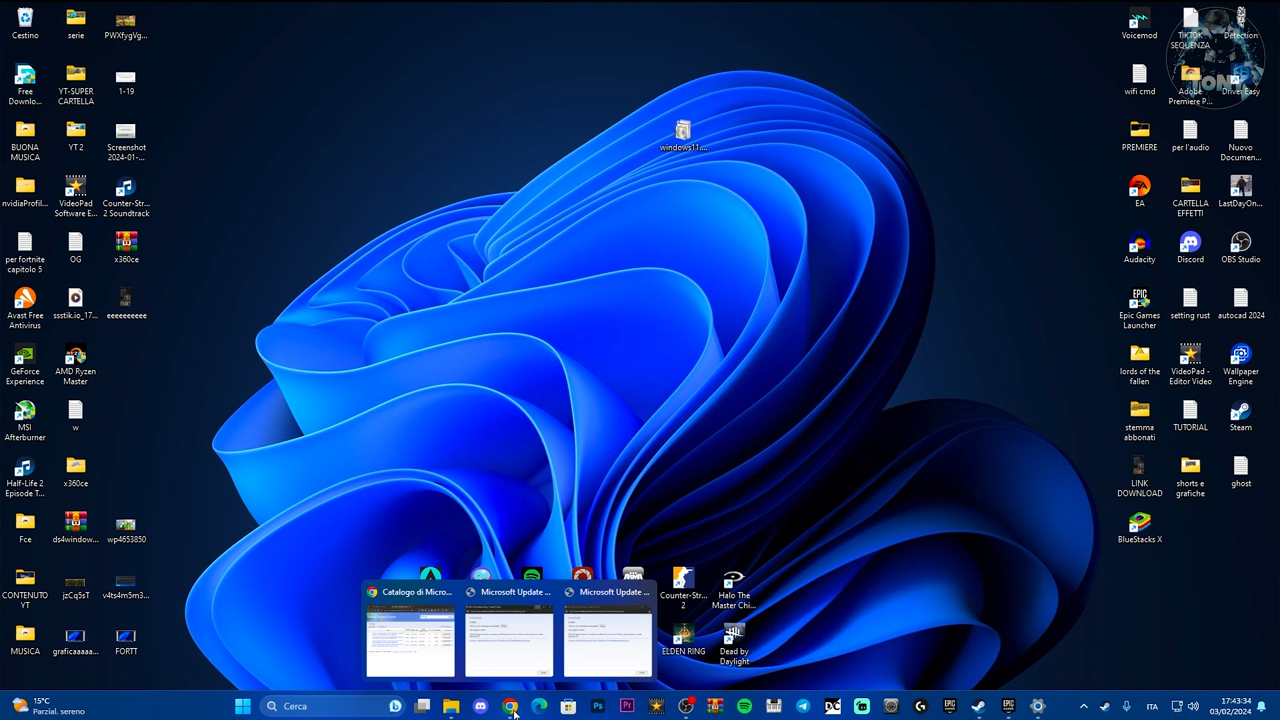 Cestino
serie
PWXfygVg...
Free
Downlo...
YT-SUPER
CARTELLA
1-19
BUONA
MUSICA
YT 2
Screenshot
2024-01-...
nvidiaProfil...
VideoPad
Software E...
Counter-Str...
2 Soundtrack
per fortnite
capitolo 5
OG
x360ce
Avast Free
Antivirus
ssstik.io_17...
eeeeeeeee
GeForce
Experience
AMD Ryzen
Master
MSI
Afterburner
w
Half-Life 2
Episode T...
x360ce
Fce
ds4window...
wp4653850
CONTENUTO
YT
jzCq5sT
v4ts4m5m3...
MUSICA
graficaaaaa...
windows11....
Voicemod
TIKTOK
SEQUENZA
Detection
TONY
wifi cmd
Adobe
Premiere P...
Driver Easy
PREMIERE
per l'audio
Nuovo
Documen...
EA
CARTELLA
EFFETTI
LastDayOn...
Audacity
Discord
OBS Studio
Epic Games
Launcher
setting rust
autocad 2024
lords of the
fallen
VideoPad -
Editor Video
Wallpaper
Engine
stemma
abbonati
TUTORIAL
Steam
LINK
DOWNLOAD
shorts e
grafiche
ghost
BlueStacks X
Counter-Str...
2
Halo The
Master Chi...
ELDEN RING
Dead by
Daylight
Catalogo di Micro...
Microsoft Update ...
Microsoft Update ...
15°C
Parzial. sereno
Cerca
17:43:34
03/02/2024